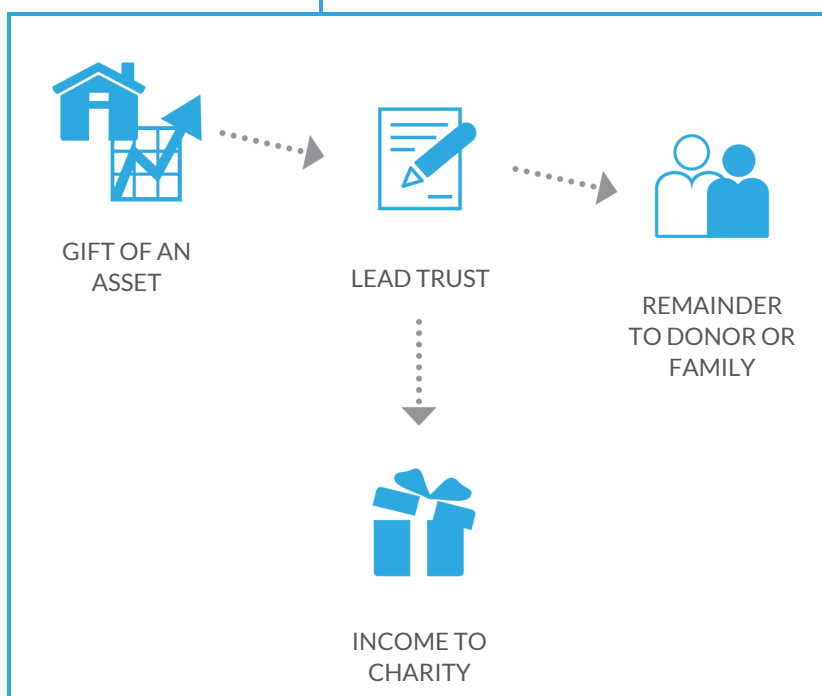 GIFT OF AN
ASSET
LEAD TRUST
REMAINDER
TO DONOR OR
FAMILY
INCOME TO
CHARITY